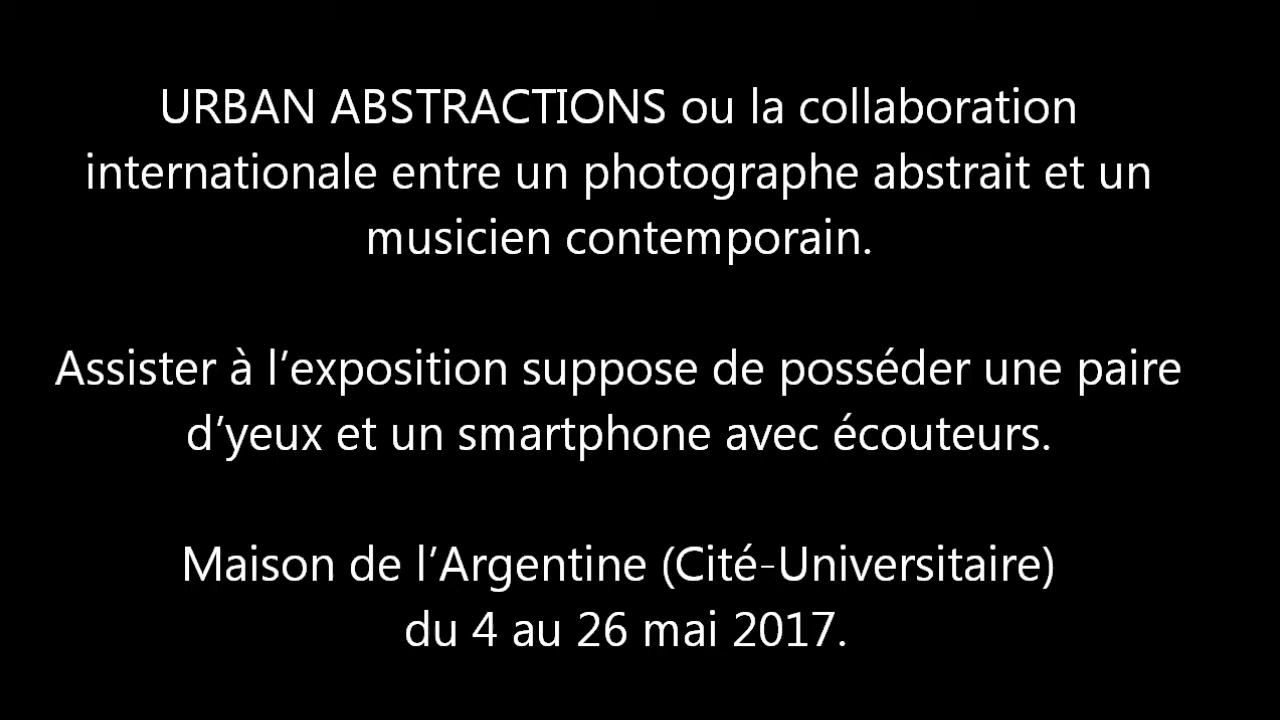 URBAN ABSTRACTIONS ou la collaboration
internationale entre un photographe abstrait et un
musicien contemporain.
Assister à l’exposition suppose de posséder une paire
d’yeux et un smartphone avec écouteurs.
Maison de l’Argentine (Cité-Universitaire)
du 4 au 26 mai 2017.